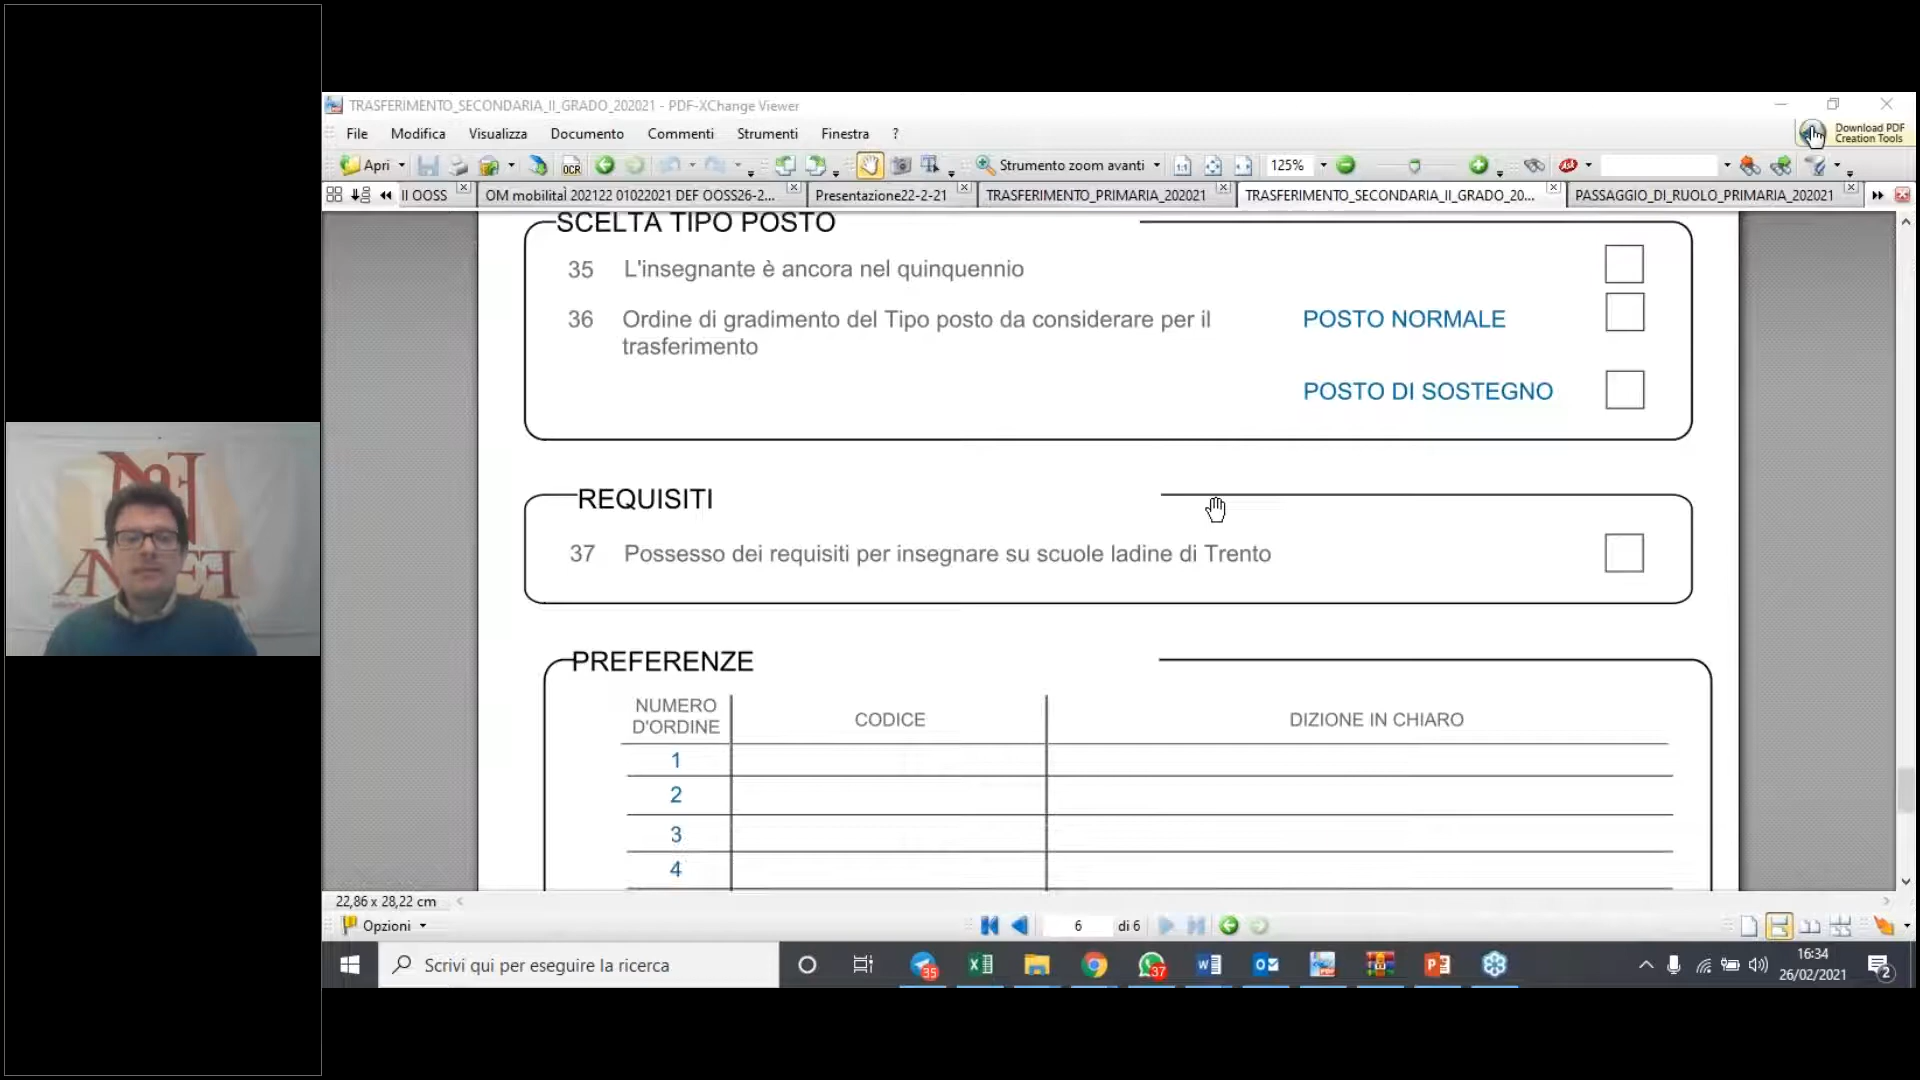 TRASFERIMENTO_SECONDARIA_II_GRADO_202021 - PDF-XChange Viewer
File Modifica Visualizza Documento Commenti Strumenti Finestra ?
Download PDF
Creation Tools
Apri OCR Strumento zoom avanti 125%
II OOSS OM mobilità 202122 01022021 DEF OOSS26-2... Presentazione22-2-21 TRASFERIMENTO_PRIMARIA_202021 TRASFERIMENTO_SECONDARIA_II_GRADO_20... PASSAGGIO_DI_RUOLO_PRIMARIA_202021
SCELTA TIPO POSTO
35 L'insegnante è ancora nel quinquennio
36 Ordine di gradimento del Tipo posto da considerare per il trasferimento
POSTO NORMALE
POSTO DI SOSTEGNO
REQUISITI
37 Possesso dei requisiti per insegnare su scuole ladine di Trento
PREFERENZE
NUMERO D'ORDINE CODICE DIZIONE IN CHIARO
1
2
3
4
22,86 x 28,22 cm
Opzioni 6 di 6
Scrivi qui per eseguire la ricerca
35
37
16:34
26/02/2021
2